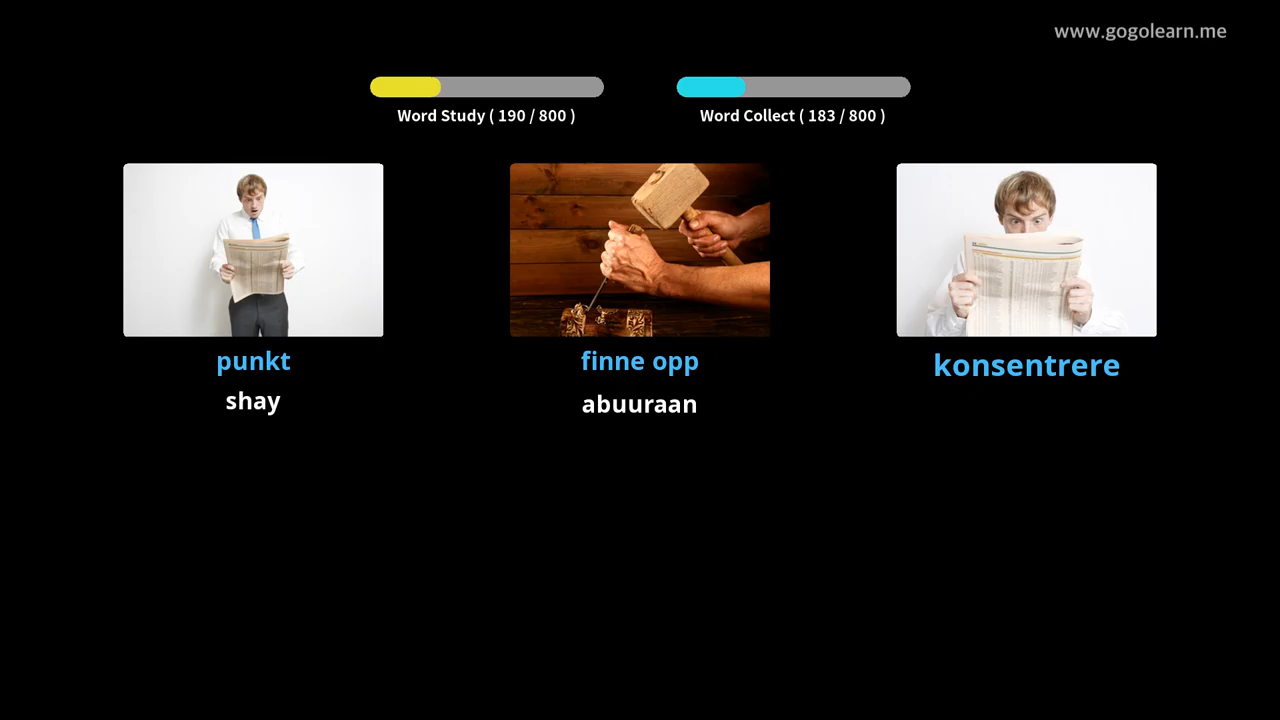 www.gogolearn.me
Word Study ( 190 / 800 )
Word Collect ( 183 / 800 )
punkt
finne opp
konsentrere
shay
abuuraan